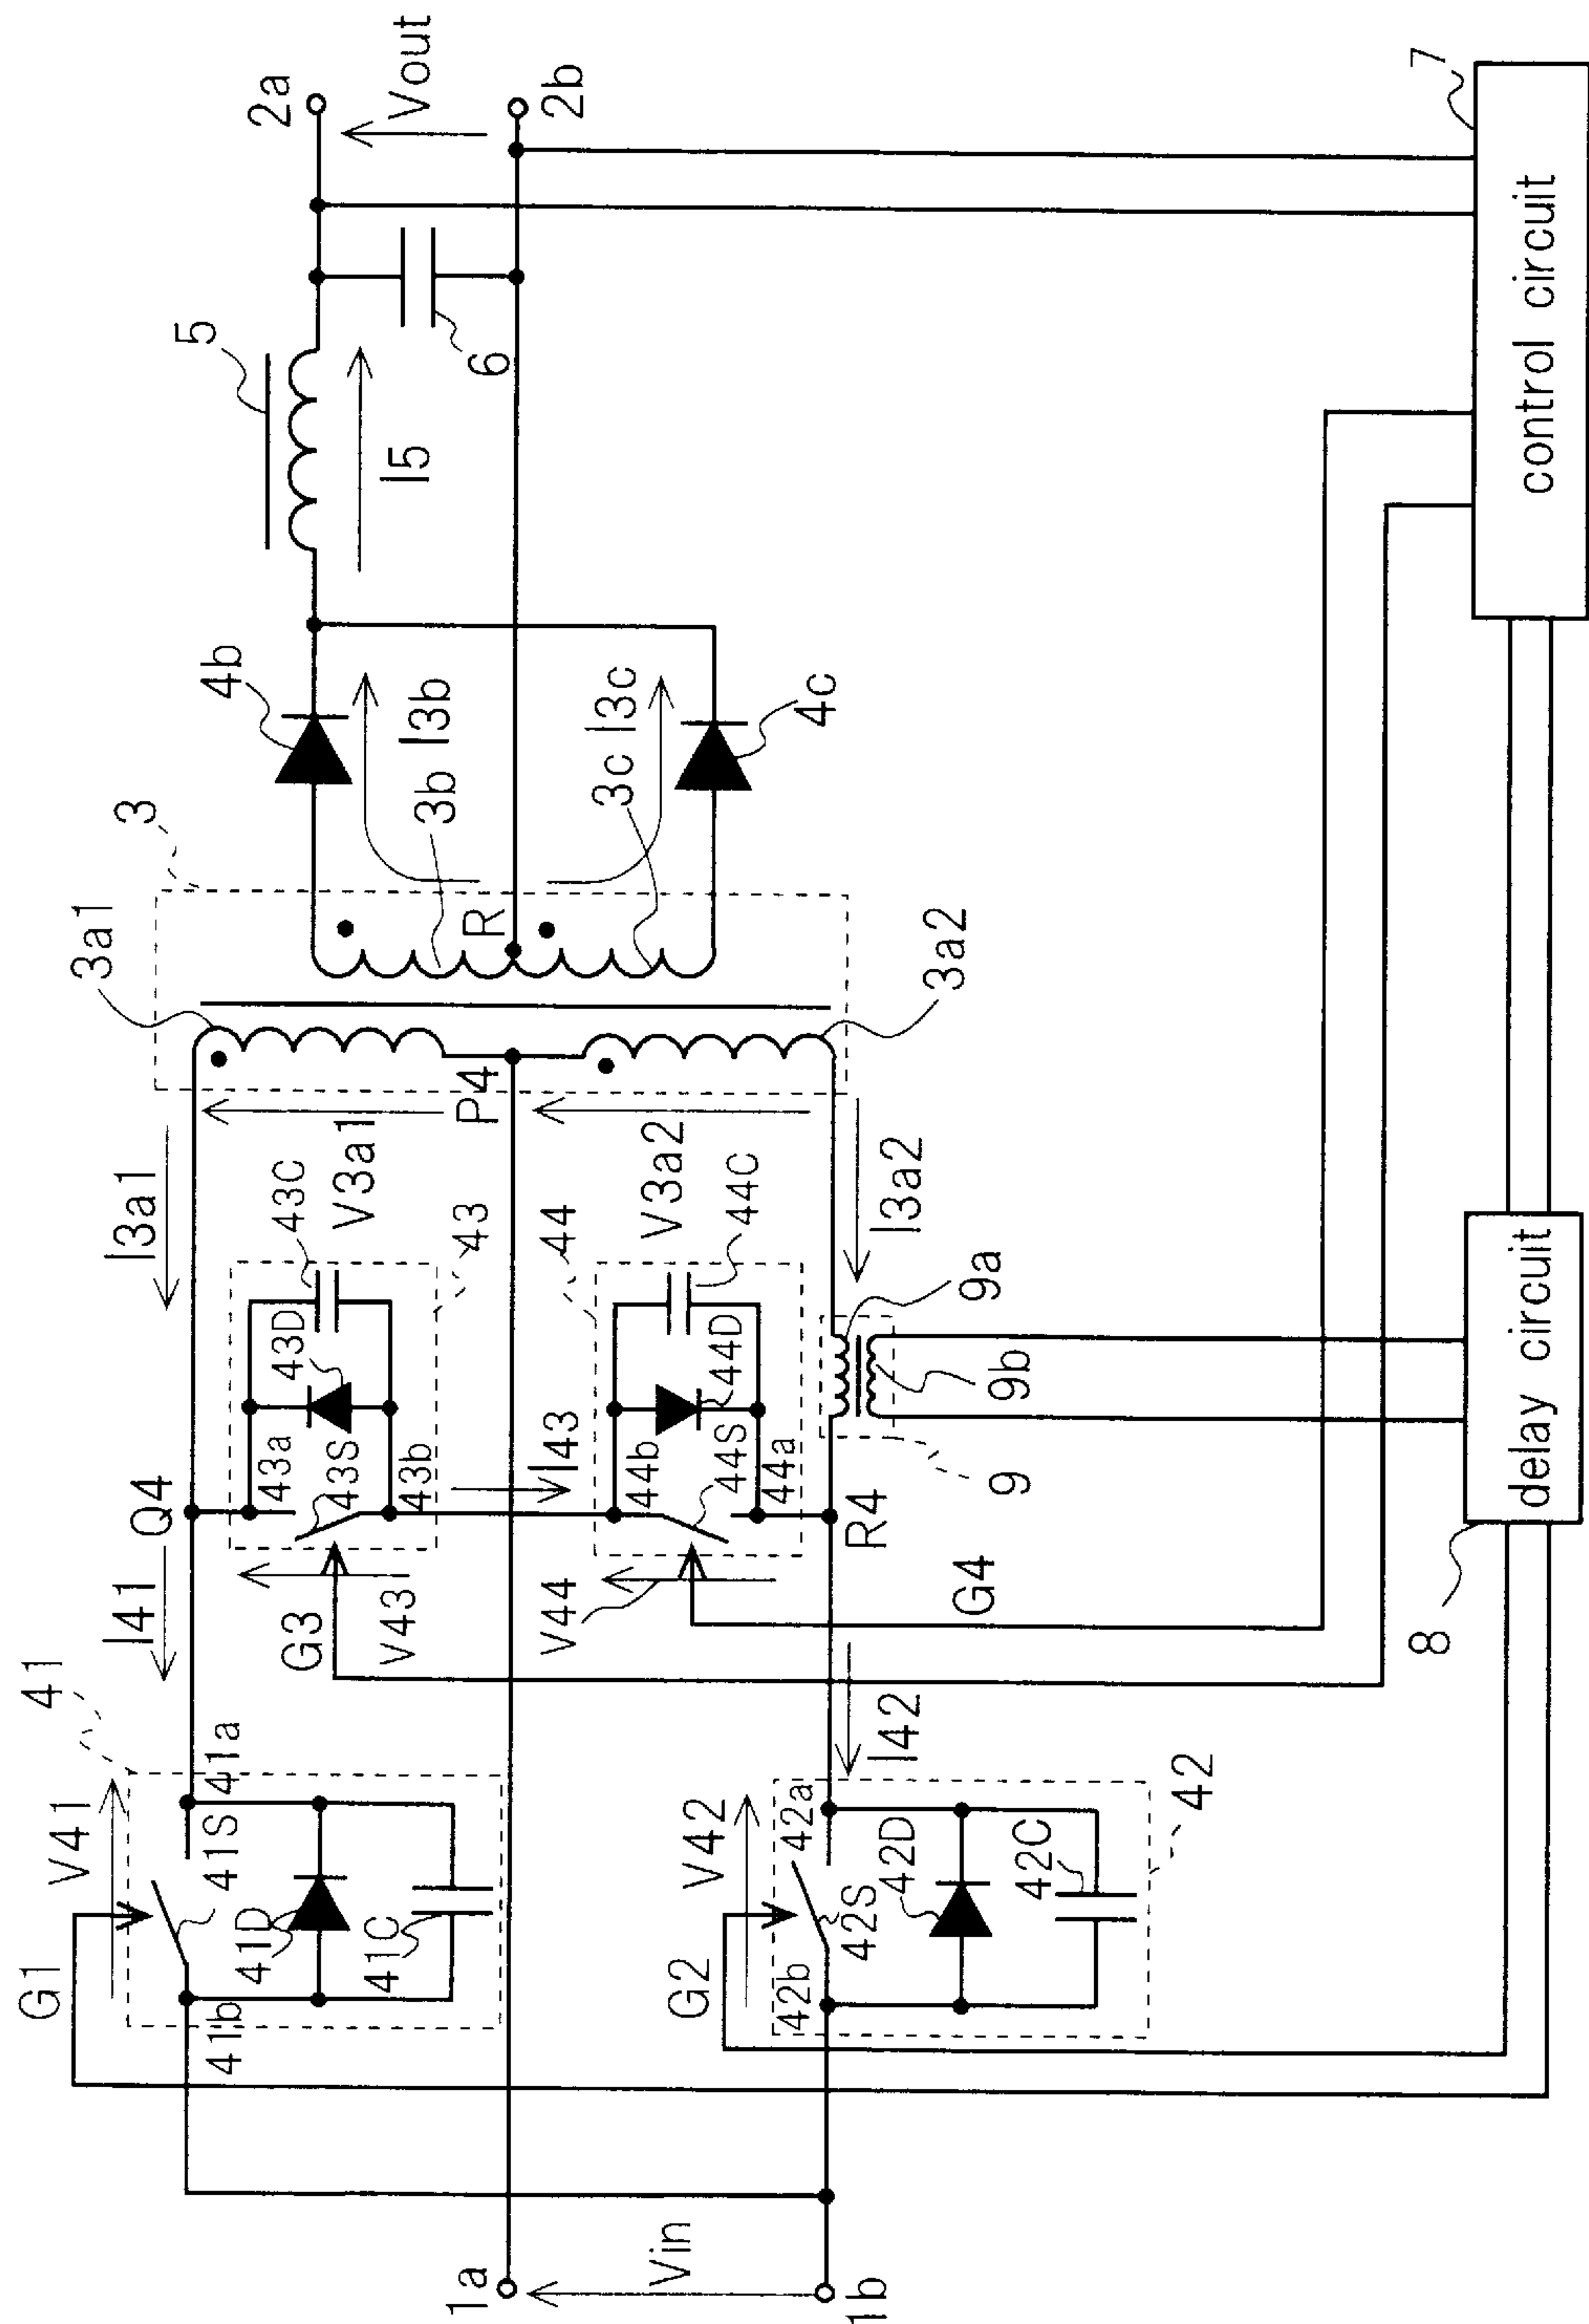 G1
V41
41
41S
41a
41D
41b
41C
I41
Q4
I3a1
3a1
3
4b
5
2a
Vout
2b
43a
43D
43C
43S
43b
43
G3
V43
V3a1
P4
R
3b
I3b
3c
I3c
4c
I5
6
1a
Vin
1b
V42
G2
42b
42a
42S
42D
42C
42
I42
V44
44b
44S
44a
44D
44C
44
VI43
V3a2
3a2
I3a2
R4
G4
9
9a
9b
8
delay circuit
7
control circuit